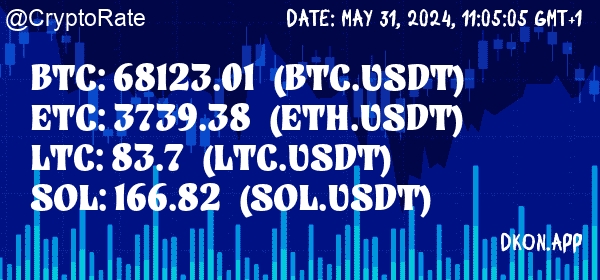 @CryptoRate
DATE: MAY 31, 2024, 11:05:05 GMT+1
BTC: 68123.01 (BTC.USDT)
ETC: 3739.38 (ETH.USDT)
LTC: 83.7 (LTC.USDT)
SOL: 166.82 (SOL.USDT)
DKON.APP